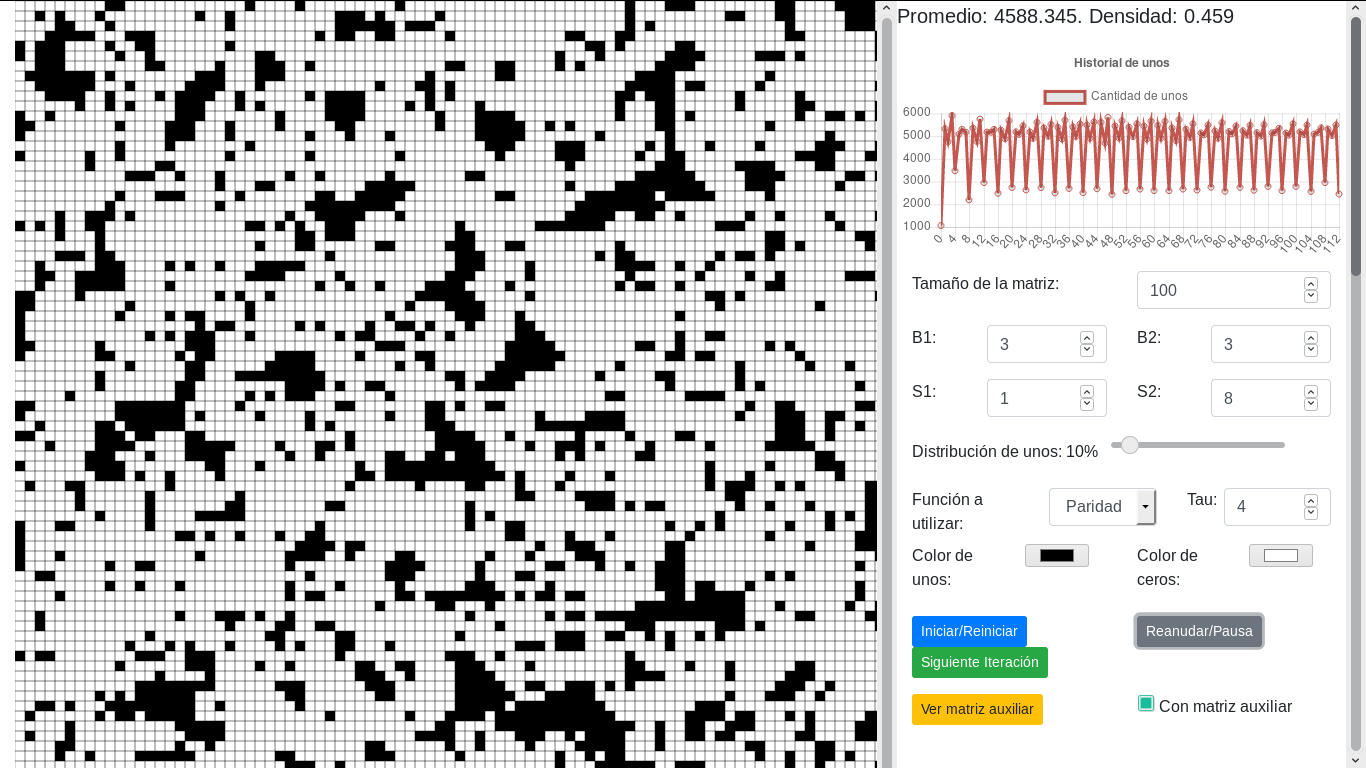 Promedio: 4588.345. Densidad: 0.459
Historial de unos
Cantidad de unos
6000
5000
4000
3000
2000
1000
0 4 8 12 16 20 24 28 32 36 40 44 48 52 56 60 64 68 72 76 80 84 88 92 96 100 104 108 112
Tamaño de la matriz: 100
B1: 3 B2: 3
S1: 1 S2: 8
Distribución de unos: 10%
Función a utilizar: Paridad Tau: 4
Color de unos: Color de ceros:
Iniciar/Reiniciar Reanudar/Pausa
Siguiente Iteración
Ver matriz auxiliar Con matriz auxiliar